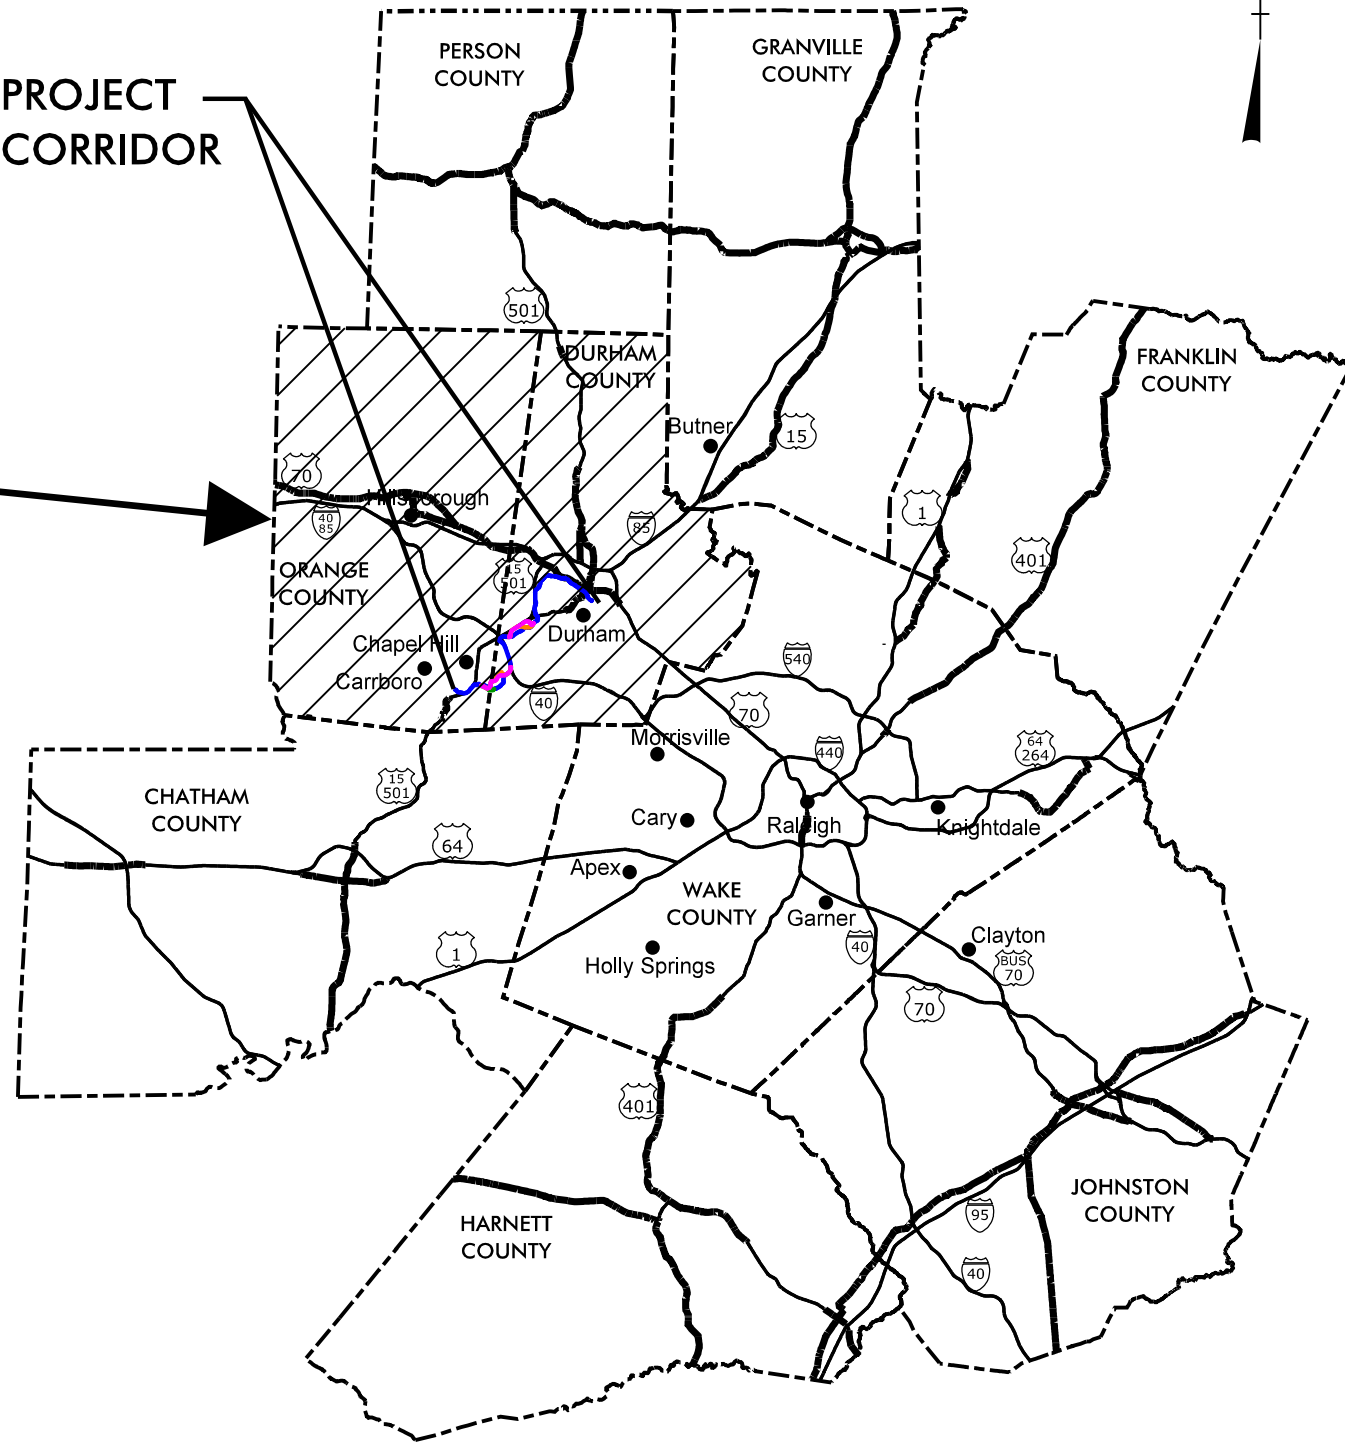 PERSON
COUNTY
GRANVILLE
COUNTY
PROJECT
CORRIDOR
501
DURHAM
COUNTY
FRANKLIN
COUNTY
Butner
15
70
Hillsborough
40
85
85
1
401
ORANGE
COUNTY
15
501
Durham
Chapel Hill
Carrboro
540
40
70
Morrisville
440
64
264
15
501
CHATHAM
COUNTY
Cary
Raleigh
Knightdale
64
Apex
WAKE
COUNTY
Garner
Clayton
1
40
Holly Springs
BUS
70
70
401
JOHNSTON
COUNTY
95
HARNETT
COUNTY
40